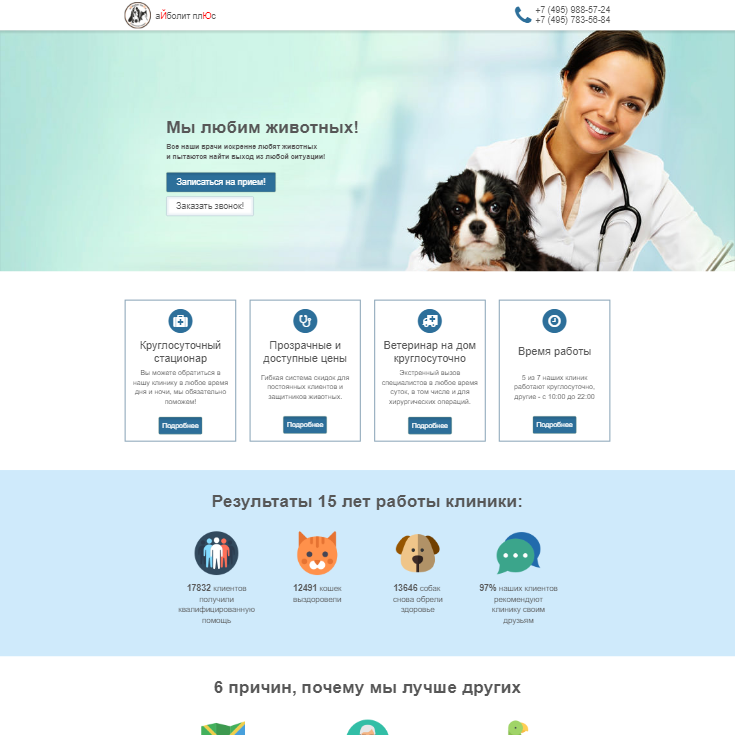 аЙболит плЮс
+7 (495) 988-57-24
+7 (495) 783-56-84
Мы любим животных!
Все наши врачи искренне любят животных
и пытаются найти выход из любой ситуации!
Записаться на прием!
Заказать звонок!
Круглосуточный
стационар
Вы можете обратиться в
нашу клинику в любое время
дня и ночи, мы обязательно
поможем!
Подробнее
Прозрачные и
доступные цены
Гибкая система скидок для
постоянных клиентов и
защитников животных.
Подробнее
Ветеринар на дом
круглосуточно
Экстренный вызов
специалистов в любое время
суток, в том числе и для
хирургических операций.
Подробнее
Время работы
5 из 7 наших клиник
работают круглосуточно,
другие - с 10:00 до 22:00
Подробнее
Результаты 15 лет работы клиники:
17832 клиентов
получили
квалифицированную
помощь
12491 кошек
выздоровели
13646 собак
снова обрели
здоровье
97% наших клиентов
рекомендуют
клинику своим
друзьям
6 причин, почему мы лучше других